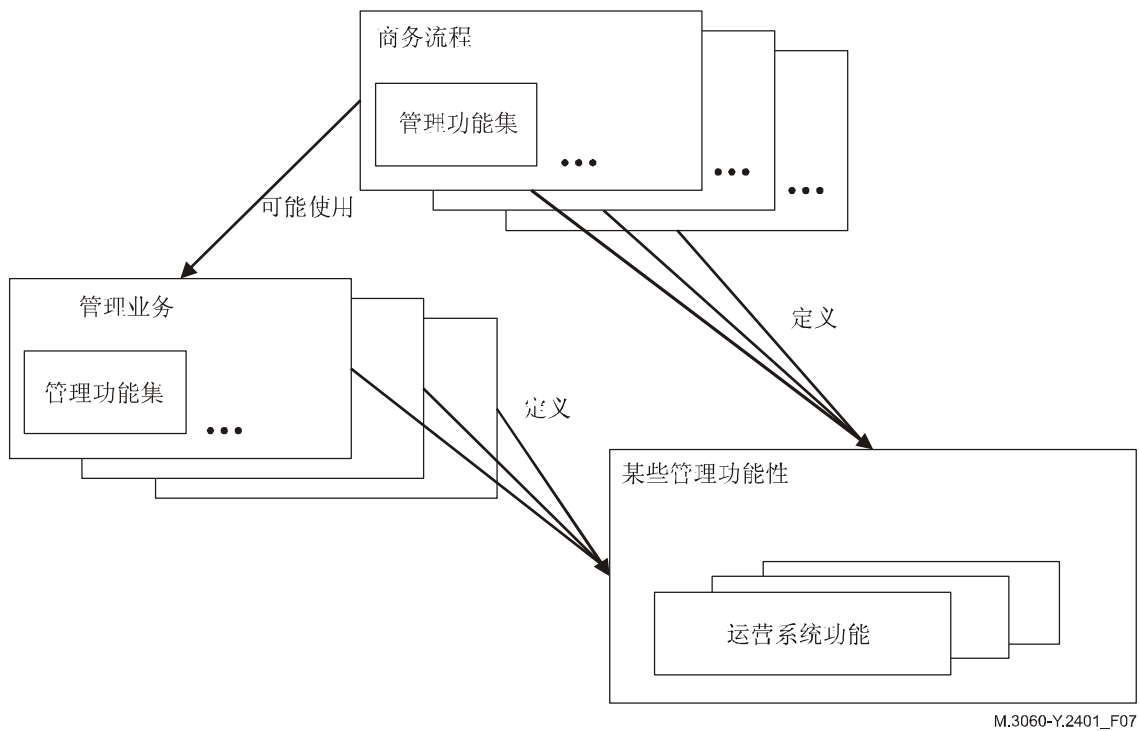 商务流程
管理功能集
•••
•••
•••
可能使用
管理业务
管理功能集
•••
定义
定义
某些管理功能性
运营系统功能
M.3060-Y.2401_F07